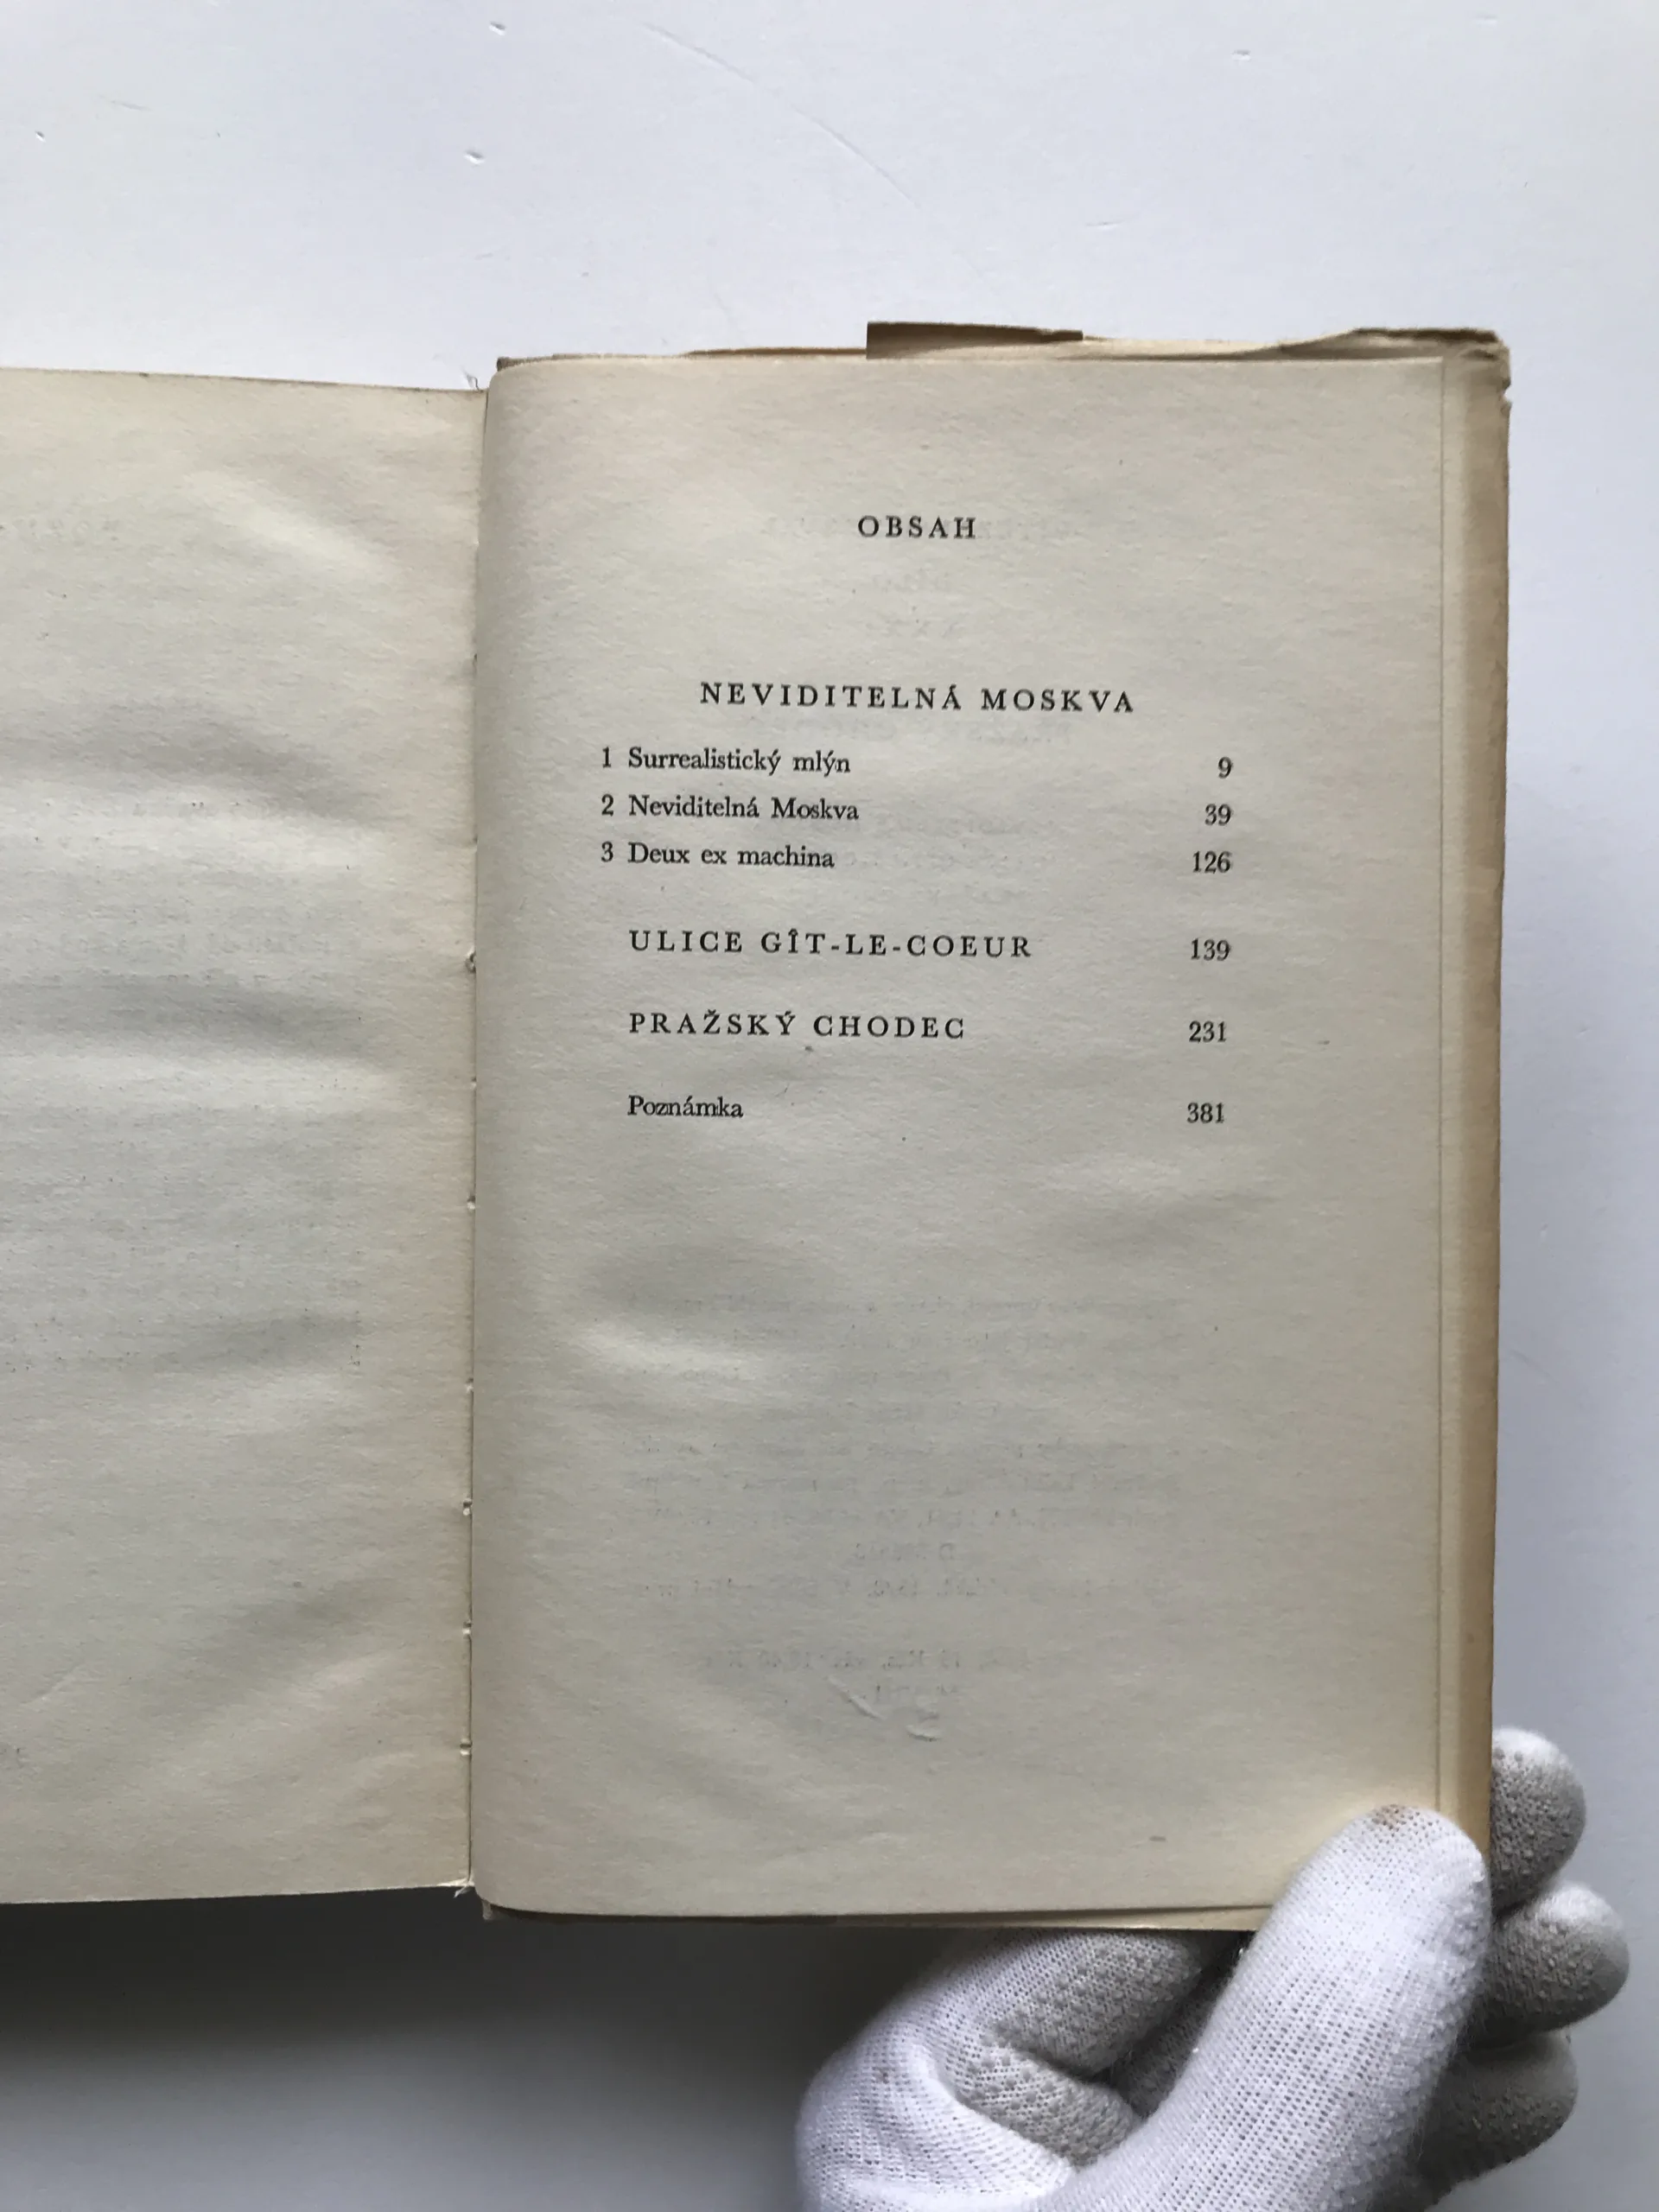 OBSAH
NEVIDITELNÁ MOSKVA
1 Surrealistický mlýn 9
2 Neviditelná Moskva 39
3 Deux ex machina 126
ULICE GÎT-LE-COEUR 139
PRAŽSKÝ CHODEC 231
Poznámka 381